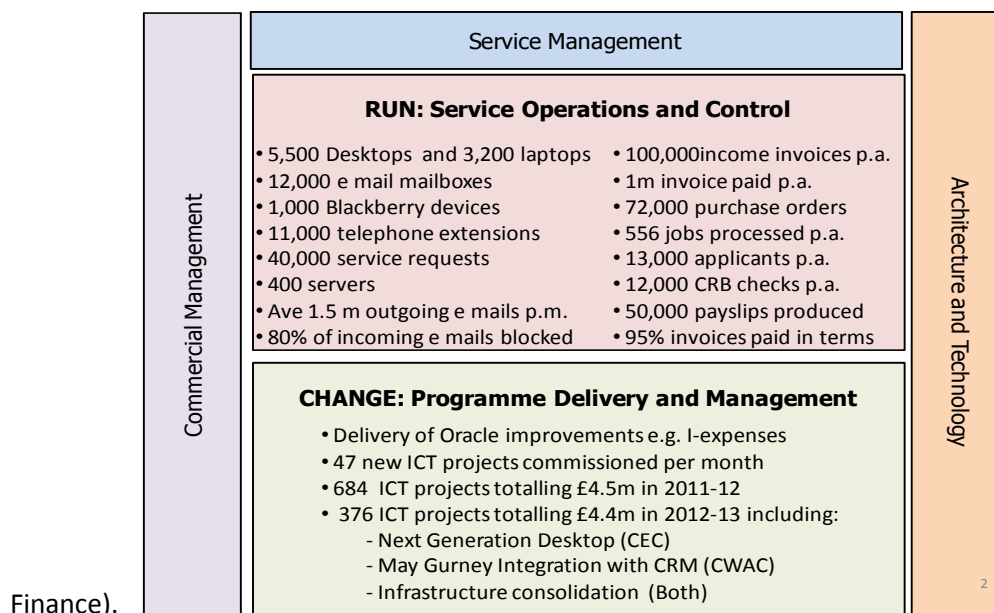 Service Management
Commercial Management
RUN: Service Operations and Control
• 5,500 Desktops and 3,200 laptops
• 12,000 e mail mailboxes
• 1,000 Blackberry devices
• 11,000 telephone extensions
• 40,000 service requests
• 400 servers
• Ave 1.5 m outgoing e mails p.m.
• 80% of incoming e mails blocked
• 100,000income invoices p.a.
• 1m invoice paid p.a.
• 72,000 purchase orders
• 556 jobs processed p.a.
• 13,000 applicants p.a.
• 12,000 CRB checks p.a.
• 50,000 payslips produced
• 95% invoices paid in terms
Architecture and Technology
CHANGE: Programme Delivery and Management
• Delivery of Oracle improvements e.g. I-expenses
• 47 new ICT projects commissioned per month
• 684 ICT projects totalling £4.5m in 2011-12
• 376 ICT projects totalling £4.4m in 2012-13 including:
- Next Generation Desktop (CEC)
- May Gurney Integration with CRM (CWAC)
- Infrastructure consolidation (Both)
2
Finance).